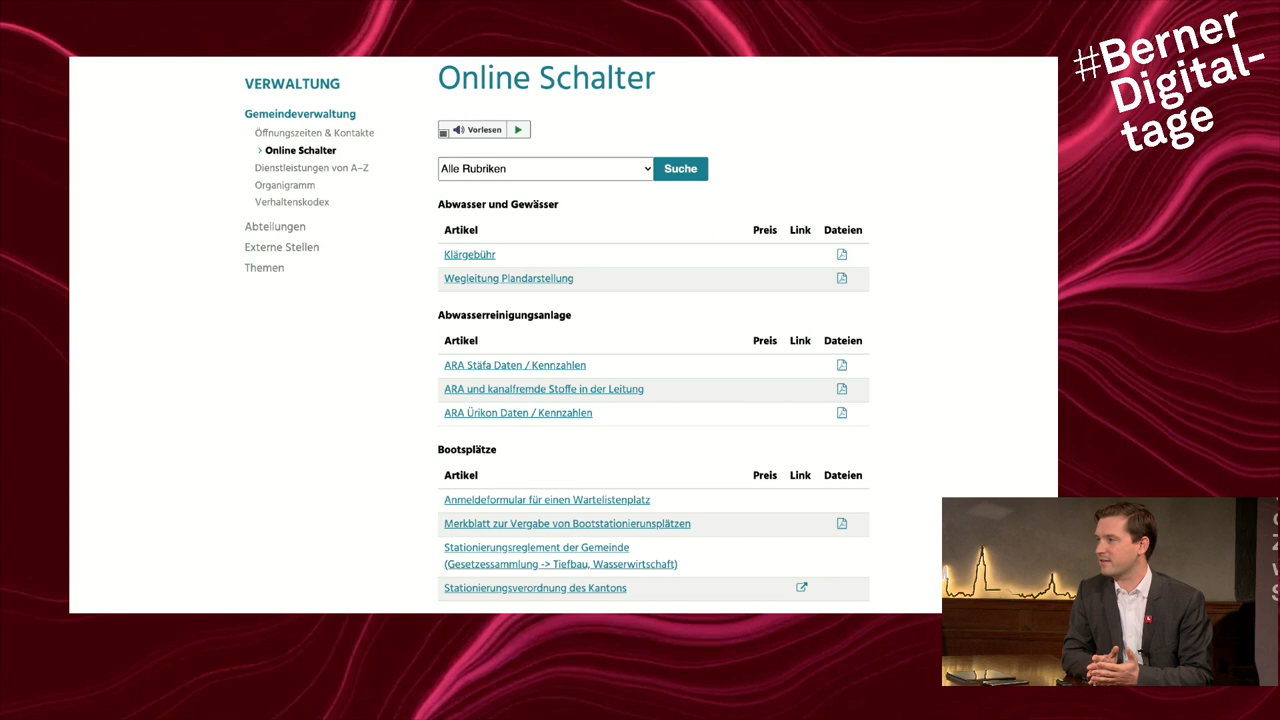 #Berner
Digital-
tage
VERWALTUNG
Gemeindeverwaltung
Öffnungszeiten & Kontakte
> Online Schalter
Dienstleistungen von A–Z
Organigramm
Verhaltenskodex
Abteilungen
Externe Stellen
Themen
Online Schalter
Vorlesen
Alle Rubriken Suche
Abwasser und Gewässer
Artikel Preis Link Dateien
Klärgebühr
Wegleitung Plandarstellung
Abwasserreinigungsanlage
Artikel Preis Link Dateien
ARA Stäfa Daten / Kennzahlen
ARA und kanalfremde Stoffe in der Leitung
ARA Ürikon Daten / Kennzahlen
Bootsplätze
Artikel Preis Link Dateien
Anmeldeformular für einen Wartelistenplatz
Merkblatt zur Vergabe von Bootstationierunsplätzen
Stationierungsreglement der Gemeinde
(Gesetzessammlung -> Tiefbau, Wasserwirtschaft)
Stationierungsverordnung des Kantons